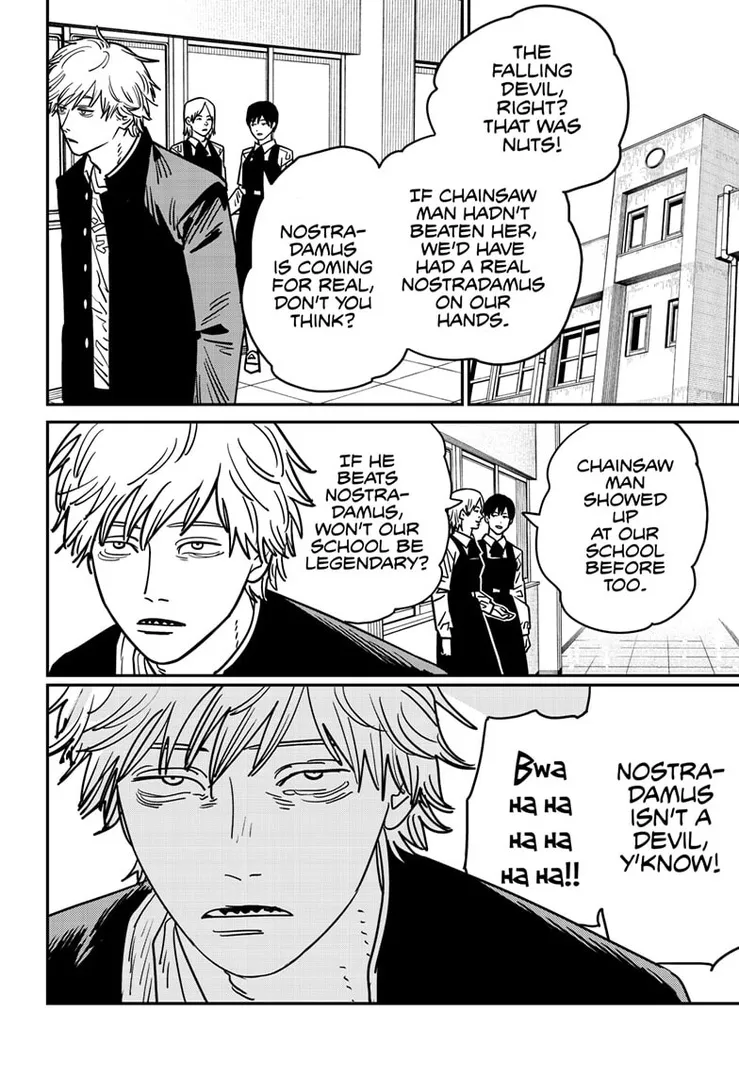 THE
FALLING
DEVIL,
RIGHT?
THAT WAS
NUTS!
IF CHAINSAW
MAN HADN'T
BEATEN HER,
WE'D HAVE
HAD A REAL
NOSTRADAMUS
ON OUR
HANDS.
NOSTRA-
DAMUS
IS COMING
FOR REAL,
DON'T YOU
THINK?
CHAINSAW
MAN
SHOWED
UP
AT OUR
SCHOOL
BEFORE
TOO.
IF HE
BEATS
NOSTRA-
DAMUS,
WON'T OUR
SCHOOL BE
LEGENDARY?
NOSTRA-
DAMUS
ISN'T A
DEVIL,
Y'KNOW!
Bwa
Ha Ha
Ha Ha
Ha Ha!!